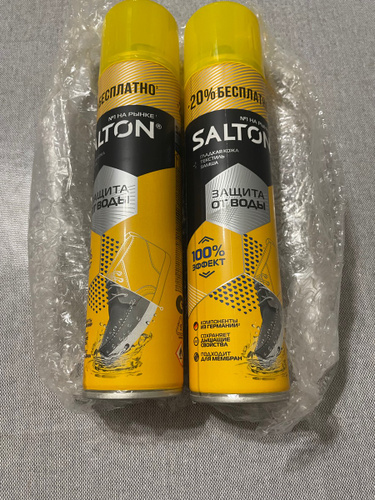 БЕСПЛАТНО
№1 НА РЫНКЕ
SALTON®
ЗАЩИТА
ВОДЫ
20% БЕСПЛАТНО
№1 НА РЫНКЕ
SALTON
ГЛАДКАЯ КОЖА
ТЕКСТИЛЬ
ЗАМША
ЗАЩИТА
ОТ ВОДЫ
100%
ЭФФЕКТ
КОМПОНЕНТЫ
ИЗ ГЕРМАНИИ
СОХРАНЯЕТ
ДЫШАЩИЕ
СВОЙСТВА
ПОДХОДИТ
ДЛЯ МЕМБРАН